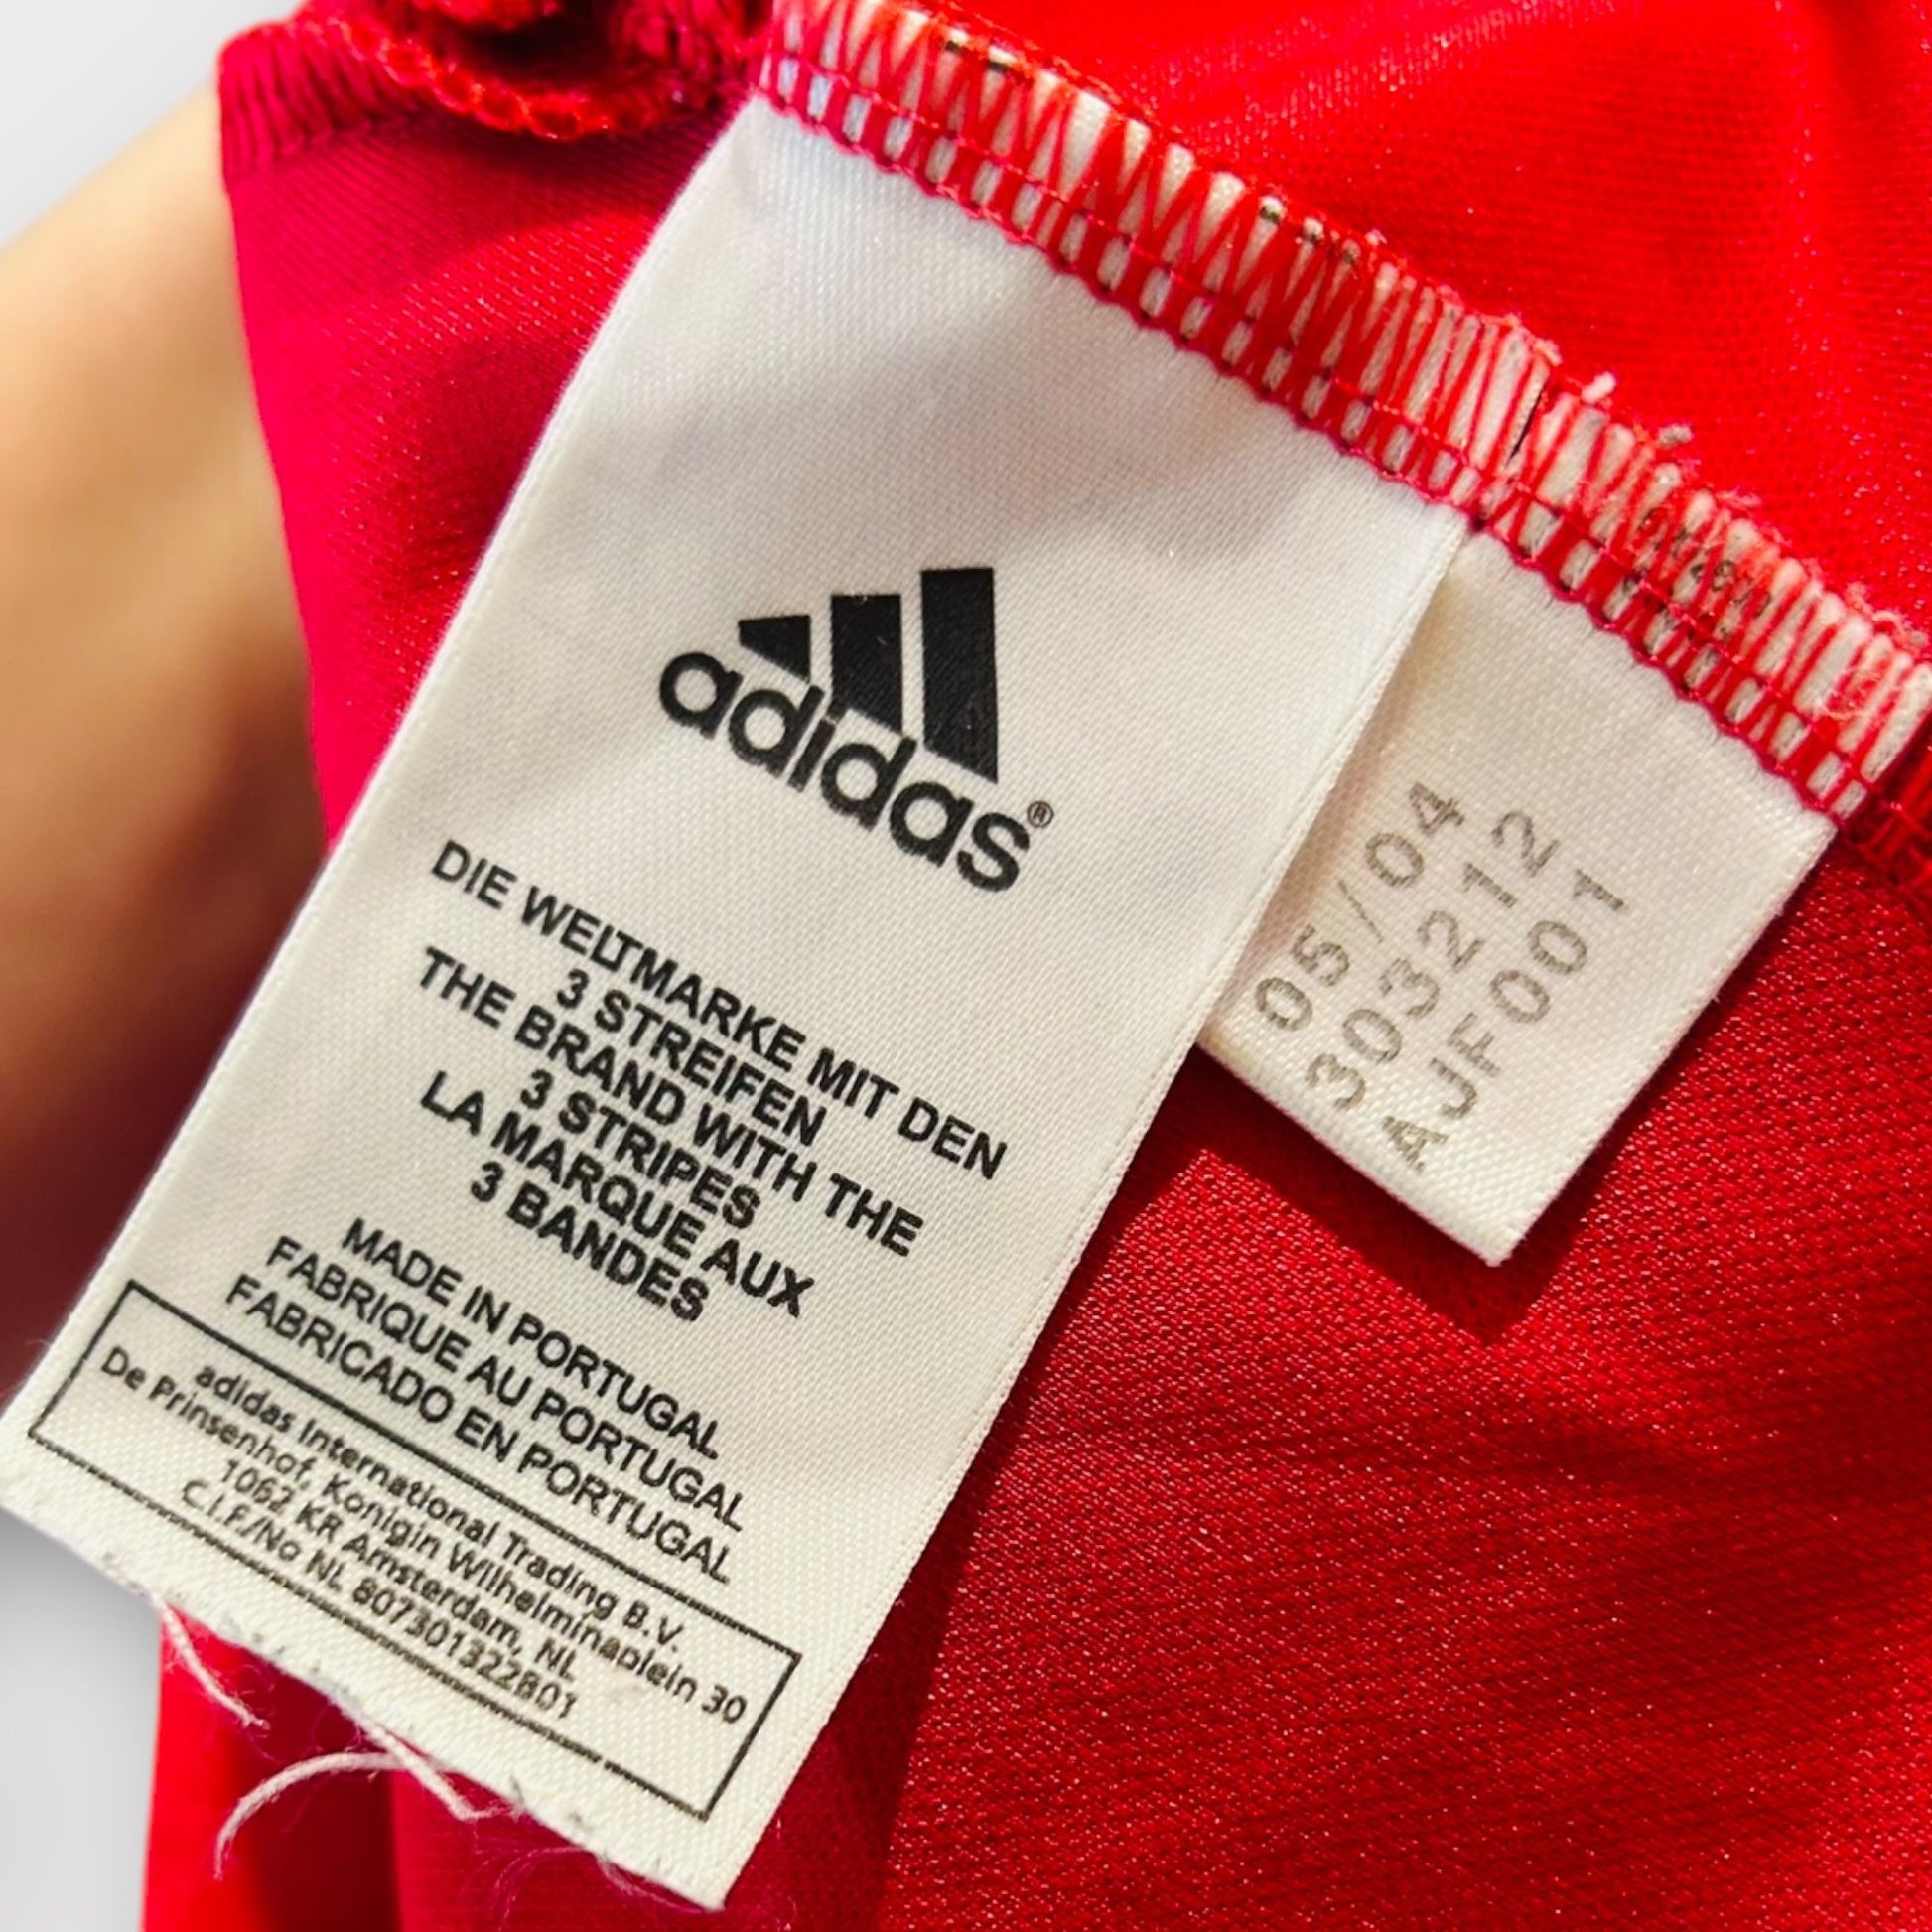 adidas®
DIE WELTMARKE MIT DEN
3 STREIFEN
THE BRAND WITH THE
3 STRIPES
LA MARQUE AUX
3 BANDES
MADE IN PORTUGAL
FABRIQUE AU PORTUGAL
FABRICADO EN PORTUGAL
adidas International Trading B.V.
De Prinsenhof, Konigin Wilhelminaplein 30
1062 KR Amsterdam, NL
C.I.F./No NL 807301322B01
05/04
303212
AJF001